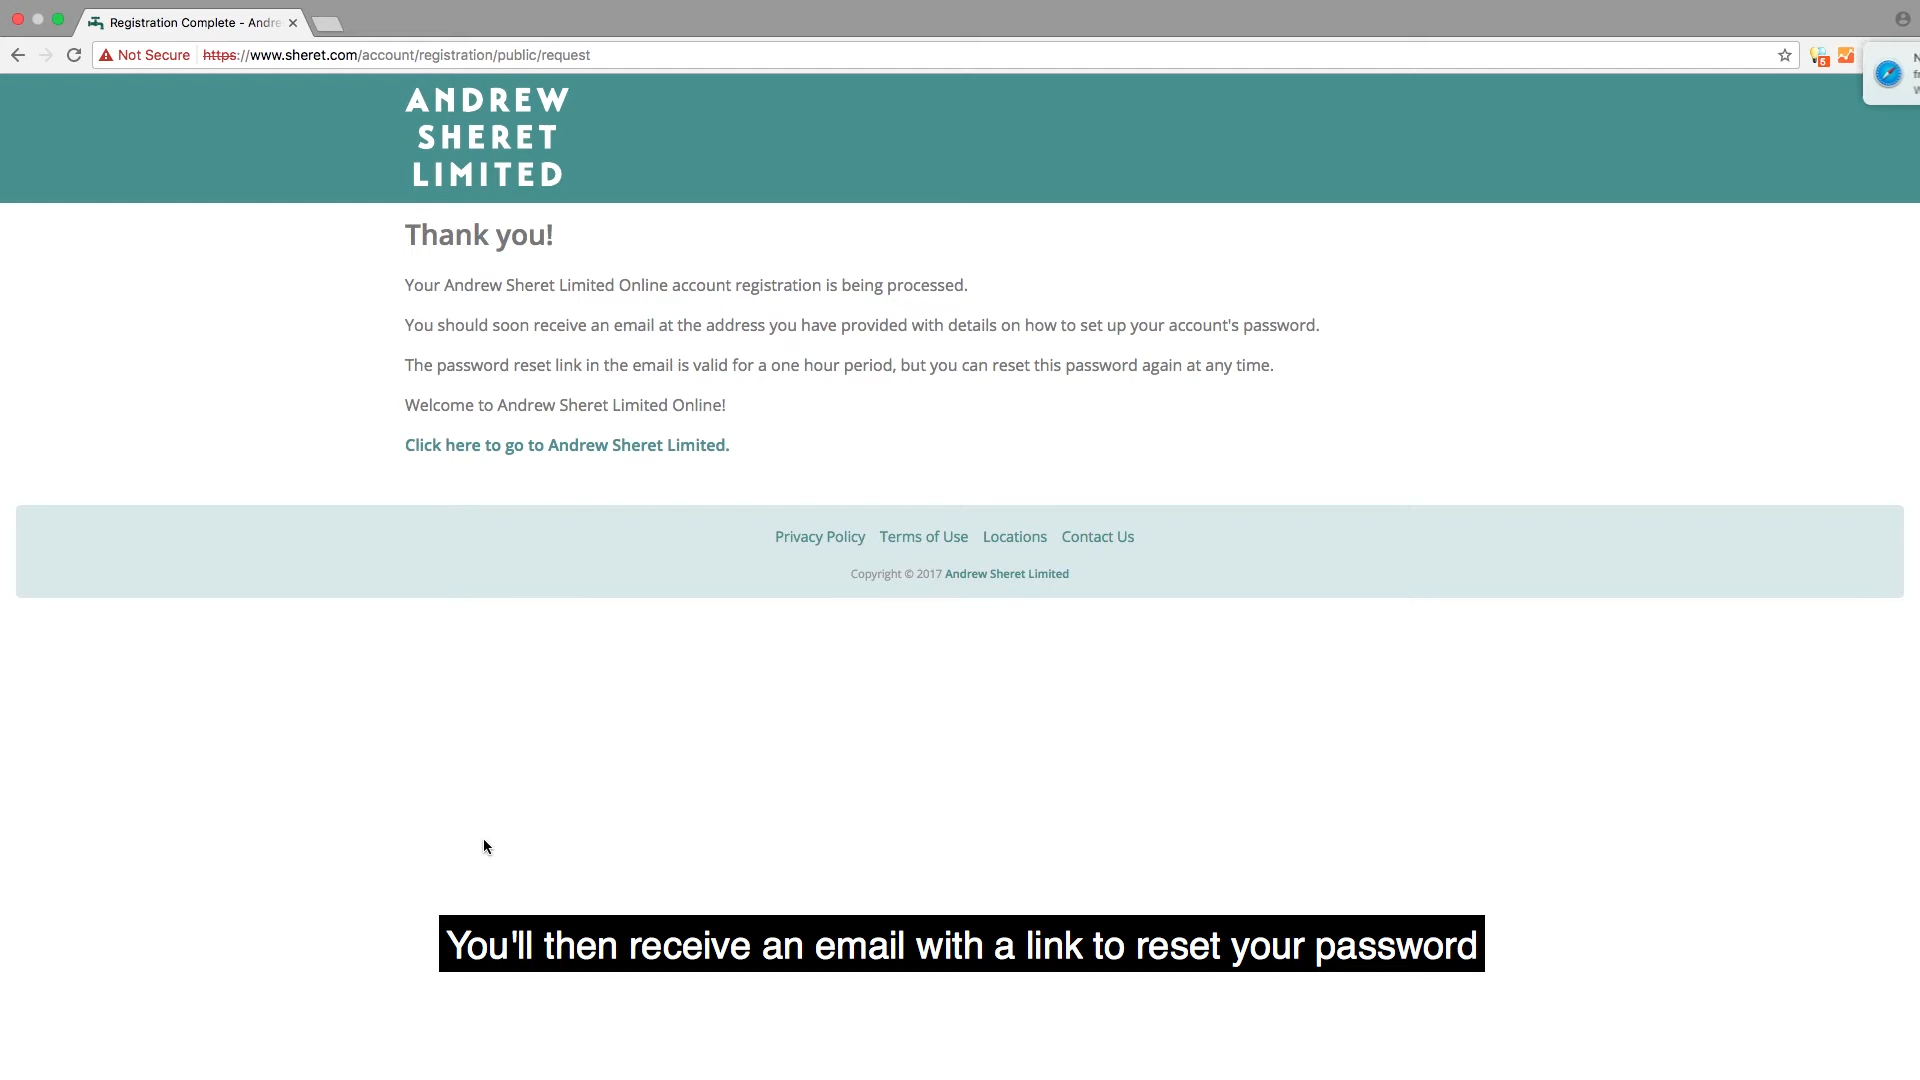 Registration Complete - Andre
Not Secure https://www.sheret.com/account/registration/public/request
5
ANDREW
SHERET
LIMITED
Thank you!
Your Andrew Sheret Limited Online account registration is being processed.
You should soon receive an email at the address you have provided with details on how to set up your account's password.
The password reset link in the email is valid for a one hour period, but you can reset this password again at any time.
Welcome to Andrew Sheret Limited Online!
Click here to go to Andrew Sheret Limited.
Privacy Policy Terms of Use Locations Contact Us
Copyright © 2017 Andrew Sheret Limited
You'll then receive an email with a link to reset your password